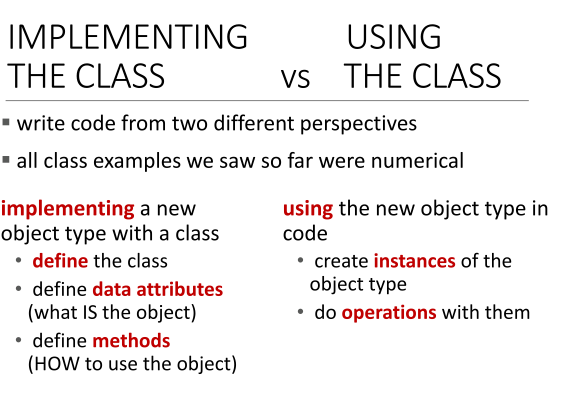 IMPLEMENTING THE CLASS vs USING THE CLASS
▪ write code from two different perspectives
▪ all class examples we saw so far were numerical
implementing a new
object type with a class
• define the class
• define data attributes
(what IS the object)
• define methods
(HOW to use the object)
using the new object type in
code
• create instances of the
object type
• do operations with them